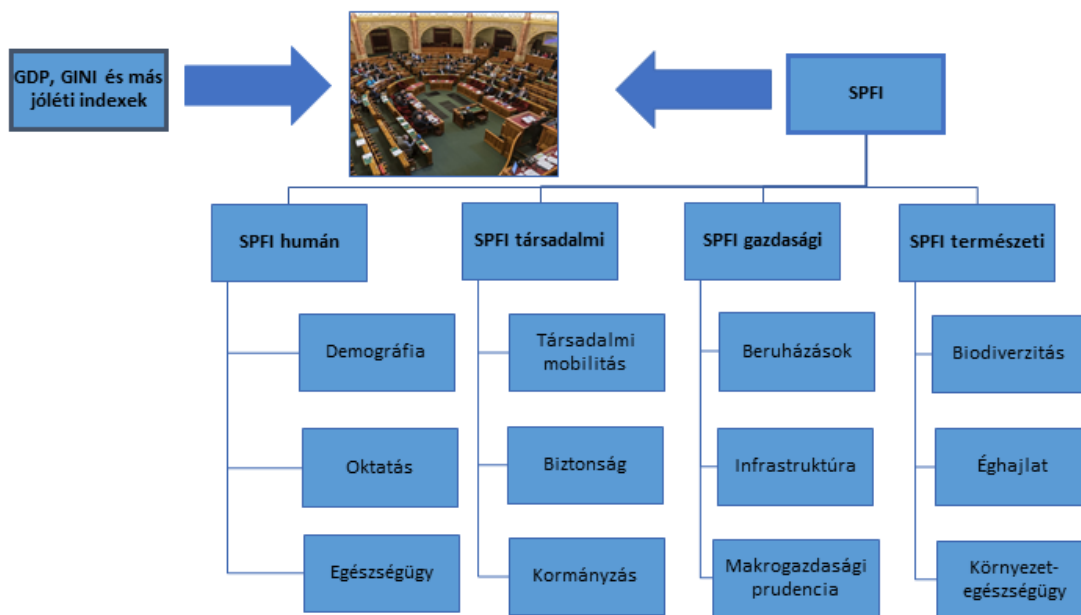 GDP, GINI és más
jóléti indexek
SPFI
SPFI humán
SPFI társadalmi
SPFI gazdasági
SPFI természeti
Demográfia
Társadalmi
mobilitás
Beruházások
Biodiverzitás
Oktatás
Biztonság
Infrastruktúra
Éghajlat
Egészségügy
Kormányzás
Makrogazdasági
prudencia
Környezet-
egészségügy